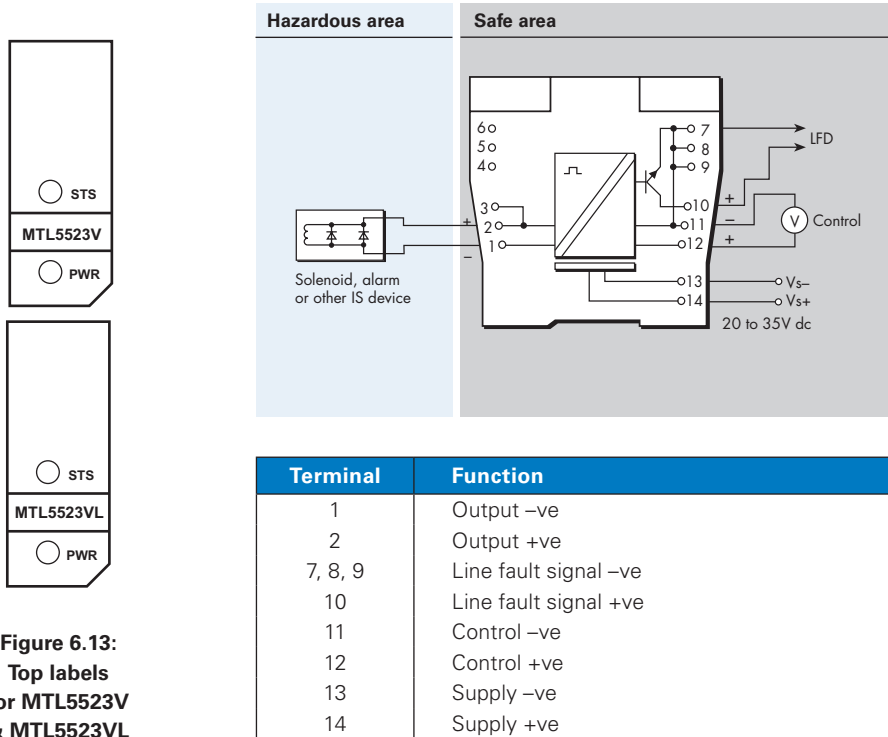 STS
MTL5523V
PWR
STS
MTL5523VL
PWR
Figure 6.13:
Top labels
or MTL5523V
& MTL5523VL
Hazardous area
Safe area
6
5
4
3
2
1
7
8
9
10
11
12
13
14
+
–
Solenoid, alarm
or other IS device
LFD
+
–
+
V
Control
Vs–
Vs+
20 to 35V dc
Terminal Function
1 Output –ve
2 Output +ve
7, 8, 9 Line fault signal –ve
10 Line fault signal +ve
11 Control –ve
12 Control +ve
13 Supply –ve
14 Supply +ve